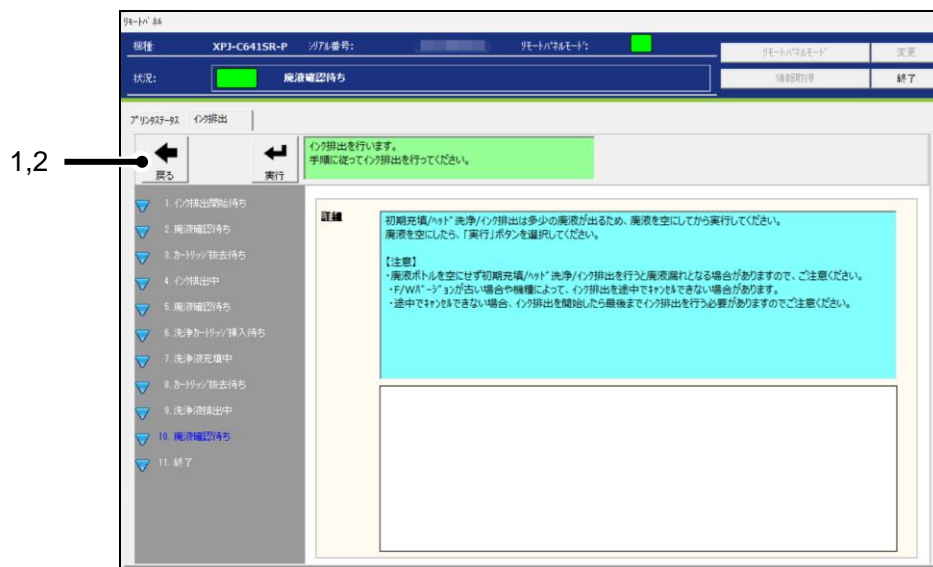 ﾘﾓｰﾄﾊﾟﾈﾙ
機種 XPJ-C641SR-P ｼﾘｱﾙ番号: ﾘﾓｰﾄﾊﾟﾈﾙﾓｰﾄﾞ: ﾘﾓｰﾄﾊﾟﾈﾙﾓｰﾄﾞ 変更
状況: 廃液確認待ち 情報取得 終了
ﾌﾟﾘﾝﾀｽﾃｰﾀｽ ｲﾝｸ排出
1,2
戻る 実行
ｲﾝｸ排出を行います。
手順に従ってｲﾝｸ排出を行ってください。
1. ｲﾝｸ排出開始待ち
2. 廃液確認待ち
3. ｶｰﾄﾘｯｼﾞ抜去待ち
4. ｲﾝｸ排出中
5. 廃液確認待ち
6. 洗浄ｶｰﾄﾘｯｼﾞ挿入待ち
7. 洗浄液充填中
8. ｶｰﾄﾘｯｼﾞ抜去待ち
9. 洗浄液排出中
10. 廃液確認待ち
11. 終了
詳細
初期充填/ﾍｯﾄﾞ洗浄/ｲﾝｸ排出は多少の廃液が出るため、廃液を空にしてから実行してください。
廃液を空にしたら、「実行」ボタンを選択してください。
【注意】
・廃液ボトルを空にせず初期充填/ﾍｯﾄﾞ洗浄/ｲﾝｸ排出を行うと廃液漏れとなる場合がありますので、ご注意ください。
・F/Wﾊﾞｰｼﾞｮﾝが古い場合や機種によって、ｲﾝｸ排出を途中でｷｬﾝｾﾙできない場合があります。
・途中でｷｬﾝｾﾙできない場合、ｲﾝｸ排出を開始したら最後までｲﾝｸ排出を行う必要がありますのでご注意ください。